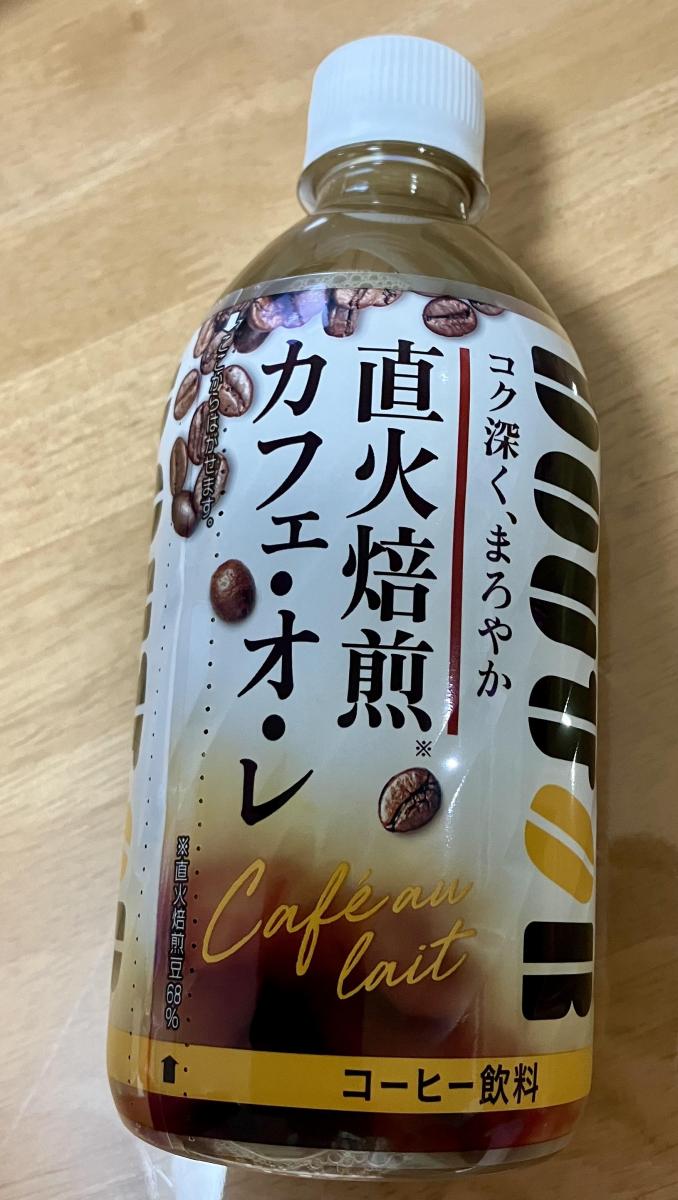 DOUTOR
コク深く、まろやか
直火焙煎※
カフェ・オ・レ
ここからはがせます。
Café au
lait
※直火焙煎豆68%
コーヒー飲料